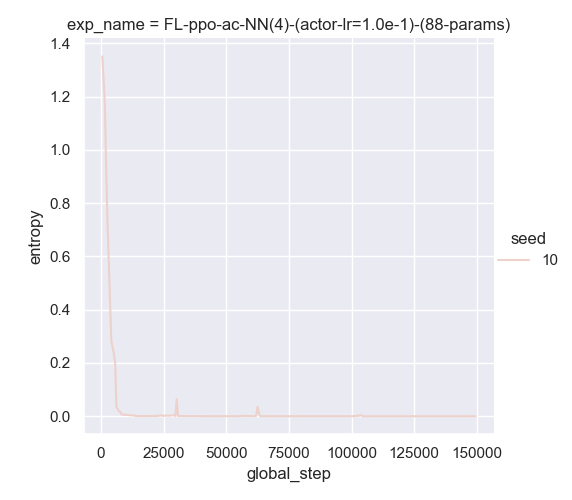 exp_name = FL-ppo-ac-NN(4)-(actor-lr=1.0e-1)-(88-params)
1.4
1.2
1.0
0.8
0.6
0.4
0.2
0.0
entropy
0 25000 50000 75000 100000 125000 150000
global_step
seed
10